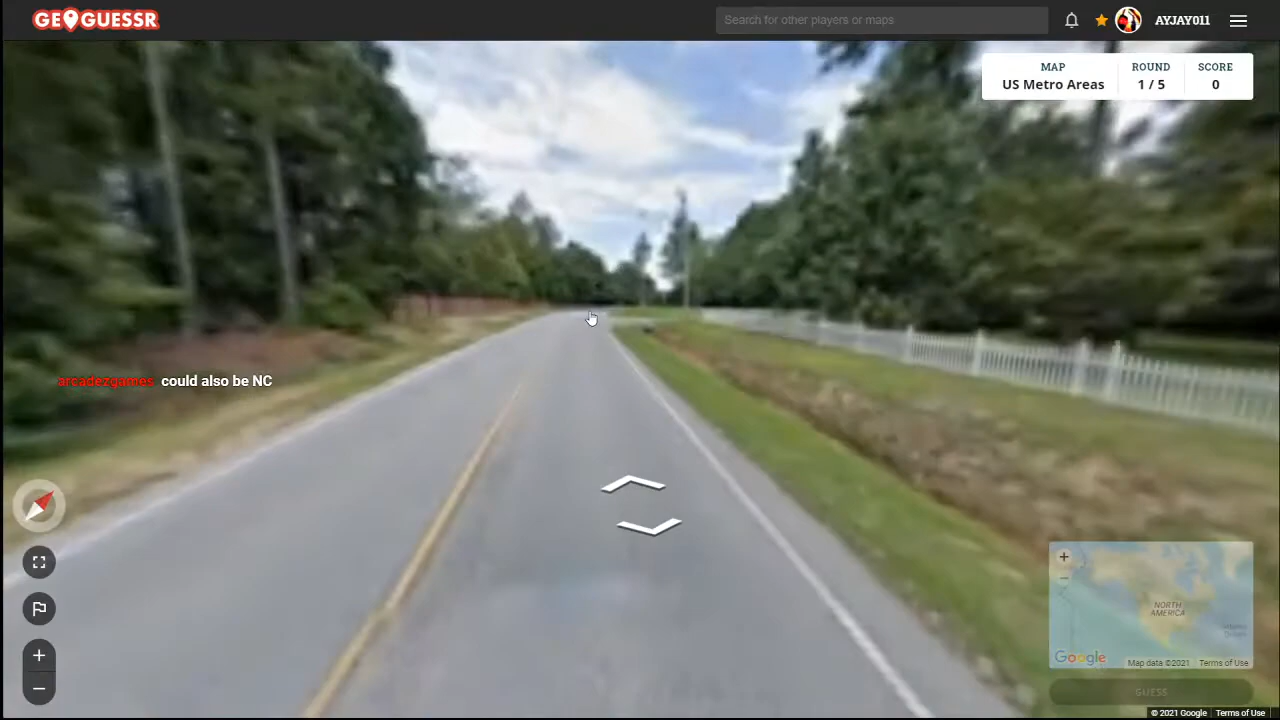 GEOGUESSR
Search for other players or maps
AYJAY011
MAP
US Metro Areas
ROUND
1 / 5
SCORE
0
arcadezgames could also be NC
NORTH
AMERICA
Google
Map data ©2021
Terms of Use
GUESS
© 2021 Google
Terms of Use